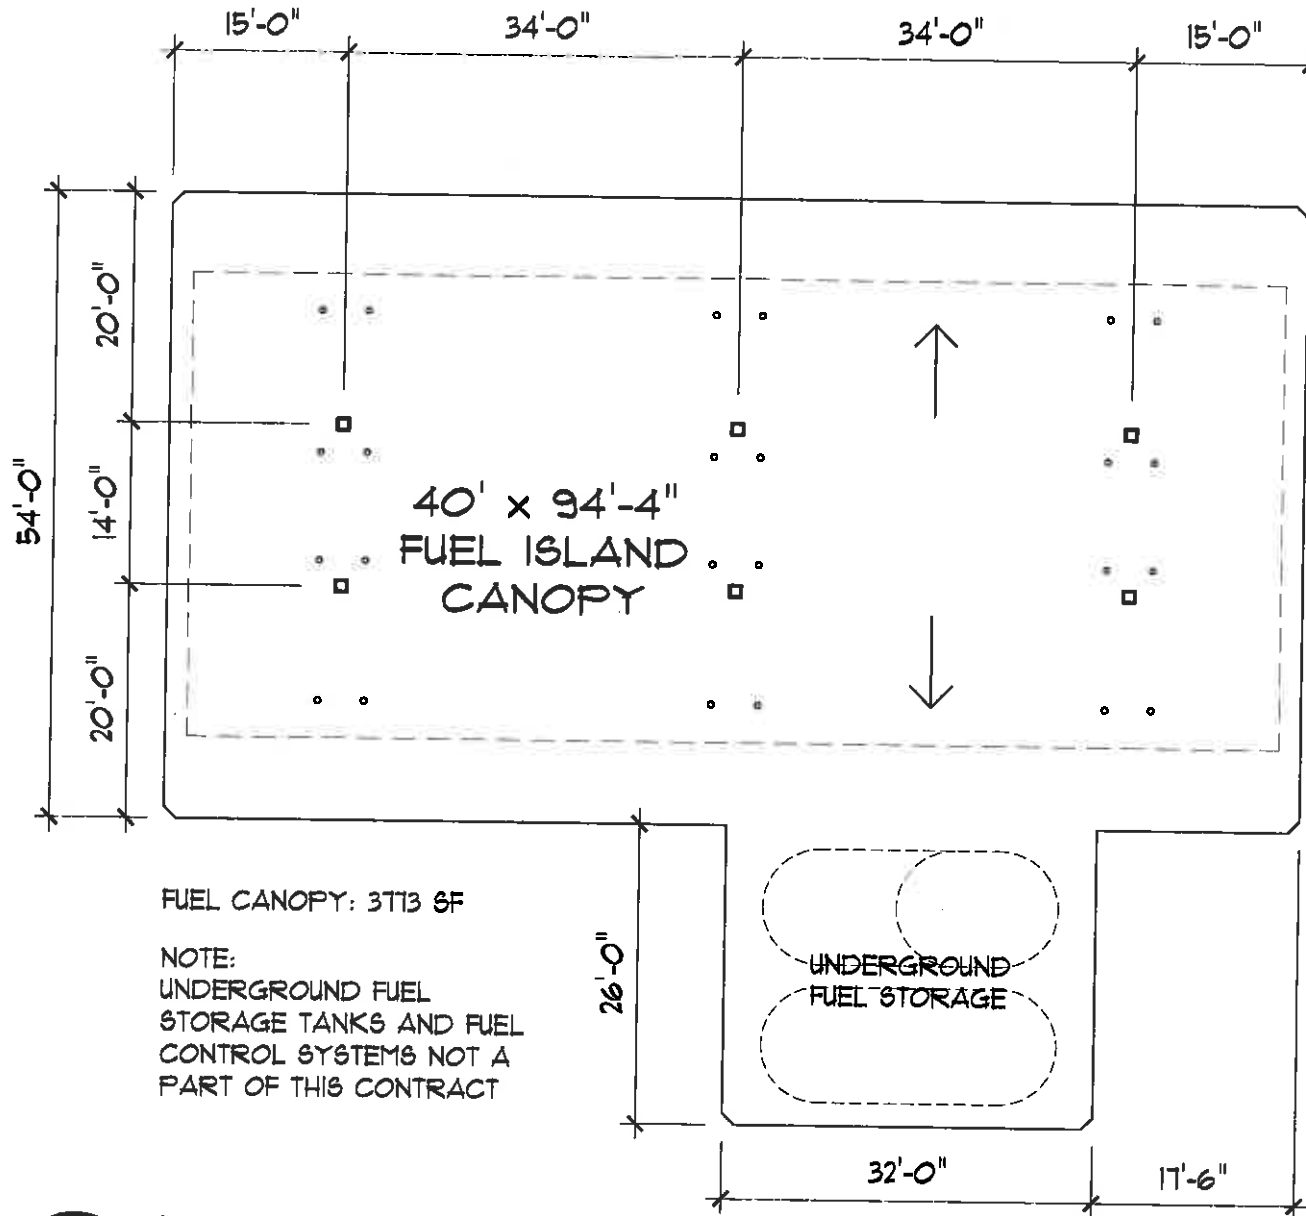 15'-0" 34'-0" 34'-0" 15'-0"
20'-0"
54'-0"
14'-0"
20'-0"
40' x 94'-4"
FUEL ISLAND
CANOPY
FUEL CANOPY: 3773 SF
NOTE:
UNDERGROUND FUEL
STORAGE TANKS AND FUEL
CONTROL SYSTEMS NOT A
PART OF THIS CONTRACT
26'-0"
UNDERGROUND
FUEL STORAGE
32'-0" 17'-6"